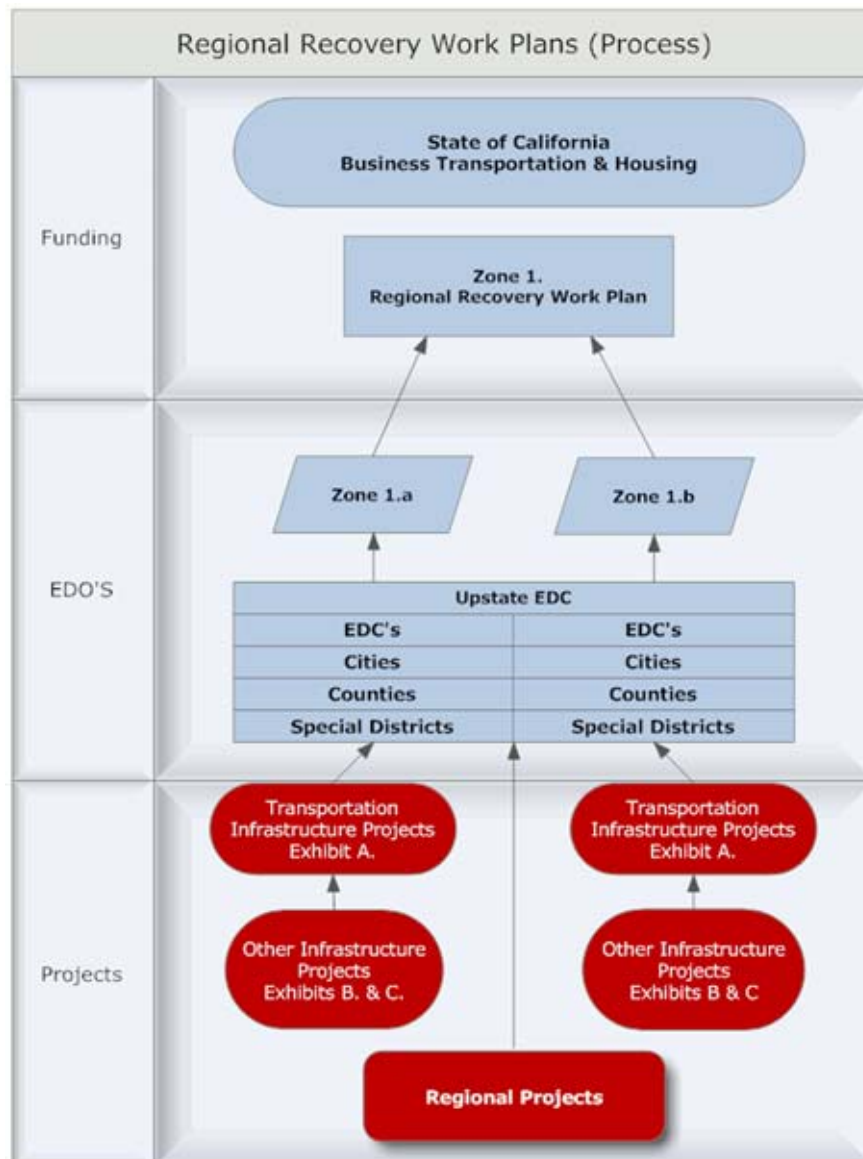 Regional Recovery Work Plans (Process)
Funding
State of California
Business Transportation & Housing
Zone 1.
Regional Recovery Work Plan
EDO'S
Zone 1.a
Zone 1.b
Upstate EDC
EDC's
EDC's
Cities
Cities
Counties
Counties
Special Districts
Special Districts
Projects
Transportation
Infrastructure Projects
Exhibit A.
Transportation
Infrastructure Projects
Exhibit A.
Other Infrastructure
Projects
Exhibits B. & C.
Other Infrastructure
Projects
Exhibits B & C
Regional Projects